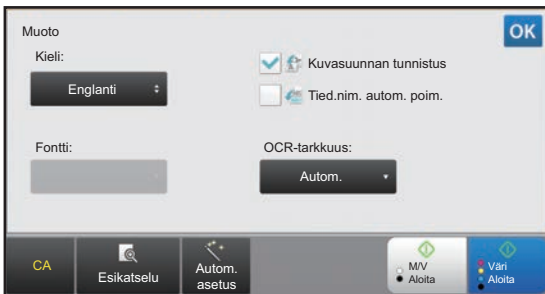 Muoto
OK
Kieli:
Kuvasuunnan tunnistus
Englanti
Tied.nim. autom. poim.
Fontti:
OCR-tarkkuus:
Autom.
CA
Esikatselu
Autom.
asetus
M/V
Aloita
Väri
Aloita